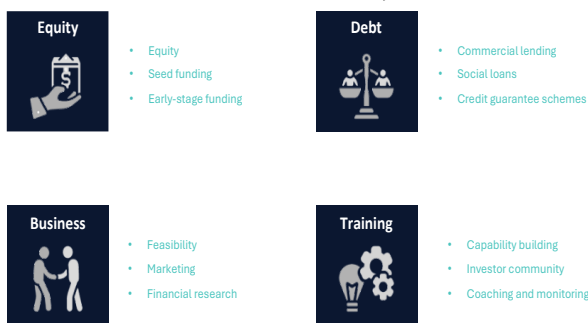 Equity
• Equity
• Seed funding
• Early-stage funding
Debt
• Commercial lending
• Social loans
• Credit guarantee schemes
Business
• Feasibility
• Marketing
• Financial research
Training
• Capability building
• Investor community
• Coaching and monitoring